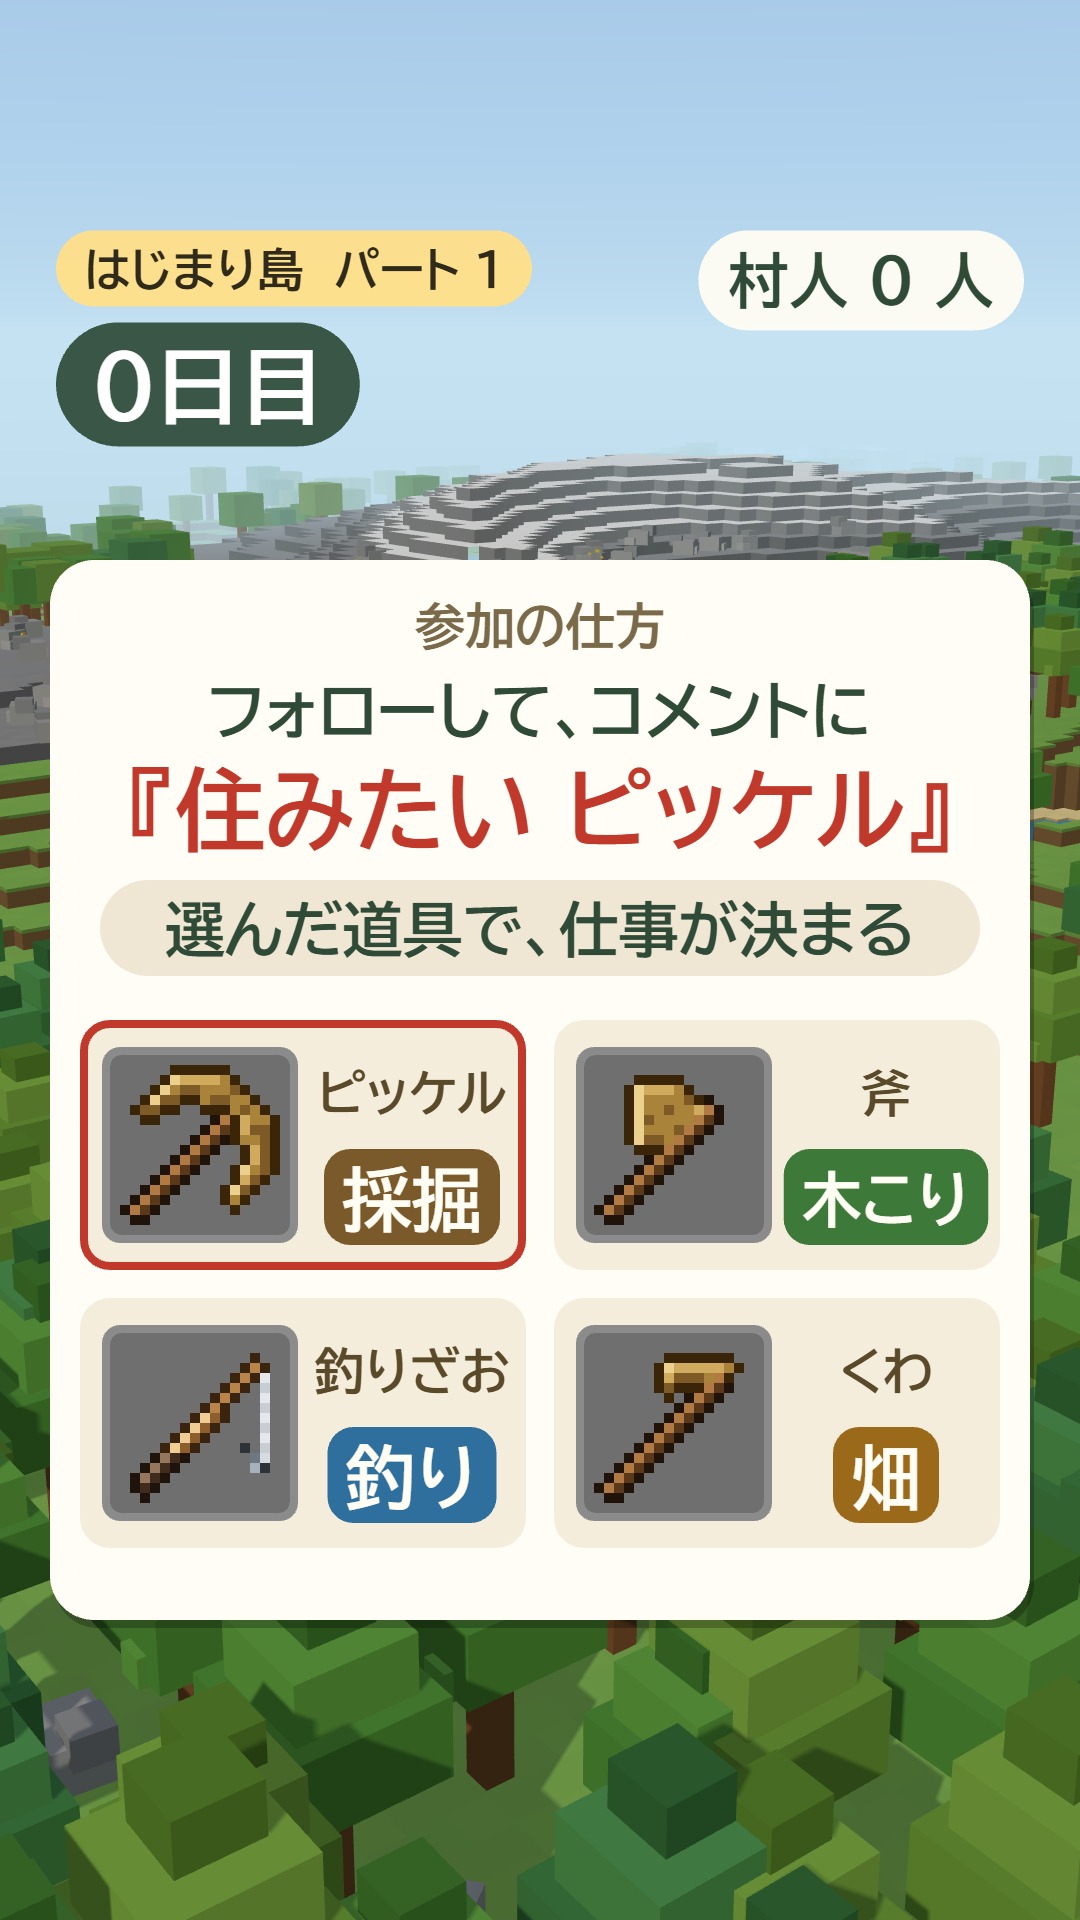 はじまり島 パート 1
村人 0 人
0日目
参加の仕方
フォローして、コメントに
『住みたい ピッケル』
選んだ道具で、仕事が決まる
ピッケル
採掘
斧
木こり
釣りざお
釣り
くわ
畑